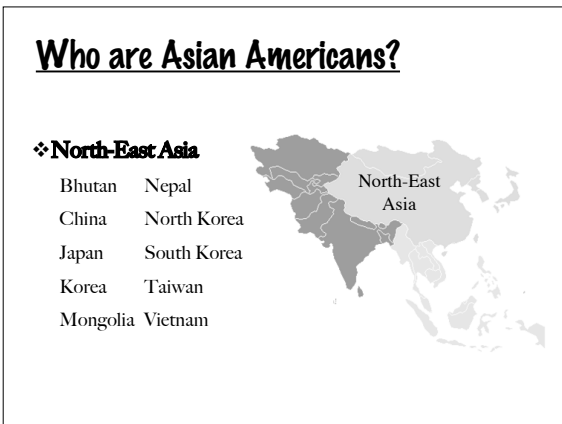 Who are Asian Americans?
❖North-East Asia
Bhutan Nepal
China North Korea
Japan South Korea
Korea Taiwan
Mongolia Vietnam
North-East
Asia